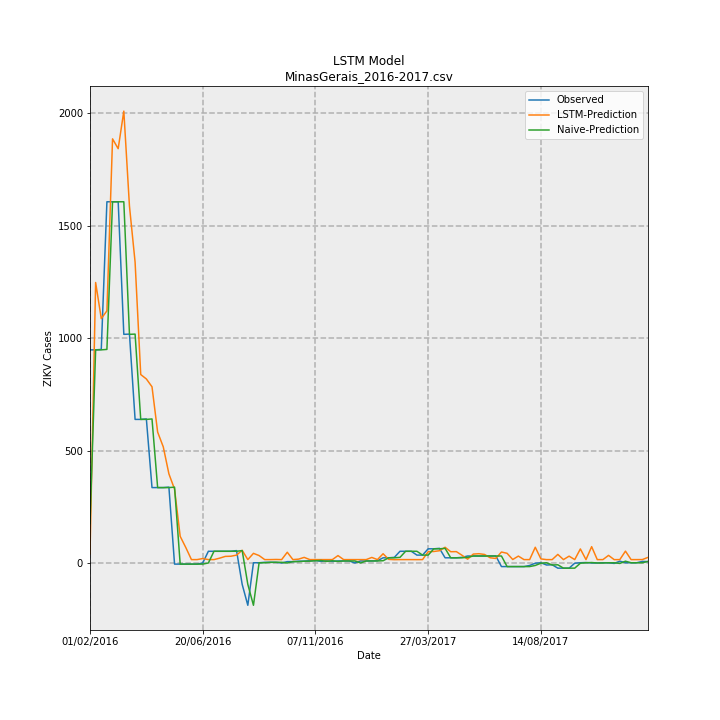 LSTM Model
MinasGerais_2016-2017.csv
Observed
LSTM-Prediction
Naive-Prediction
2000
1500
1000
500
0
ZIKV Cases
01/02/2016
20/06/2016
07/11/2016
27/03/2017
14/08/2017
Date